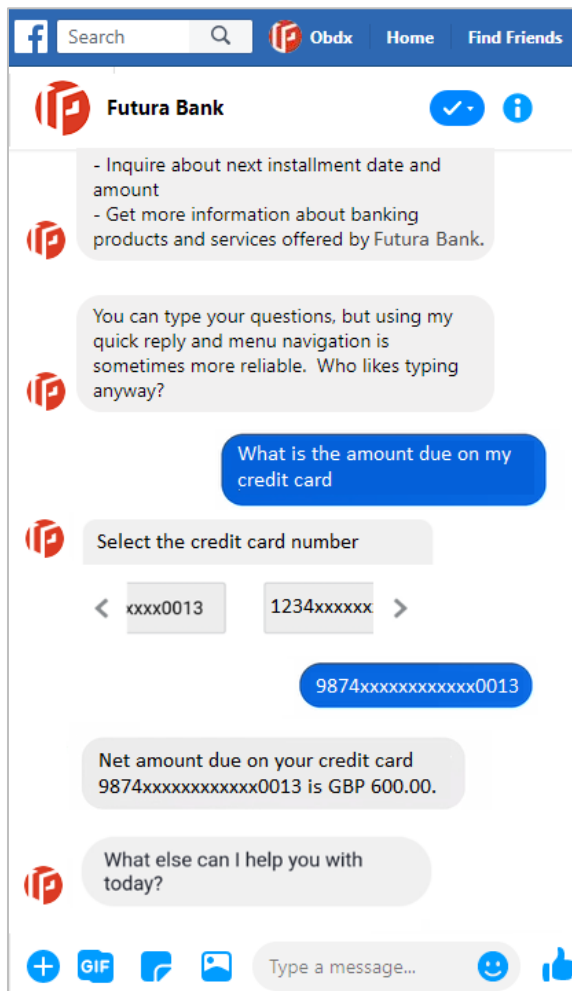 Search
Obdx
Home
Find Friends
Futura Bank
- Inquire about next installment date and
amount
- Get more information about banking
products and services offered by Futura Bank.
You can type your questions, but using my
quick reply and menu navigation is
sometimes more reliable.  Who likes typing
anyway?
What is the amount due on my
credit card
Select the credit card number
xxxx0013
1234xxxxxx
9874xxxxxxxxxxxx0013
Net amount due on your credit card
9874xxxxxxxxxxxx0013 is GBP 600.00.
What else can I help you with
today?
GIF
Type a message...